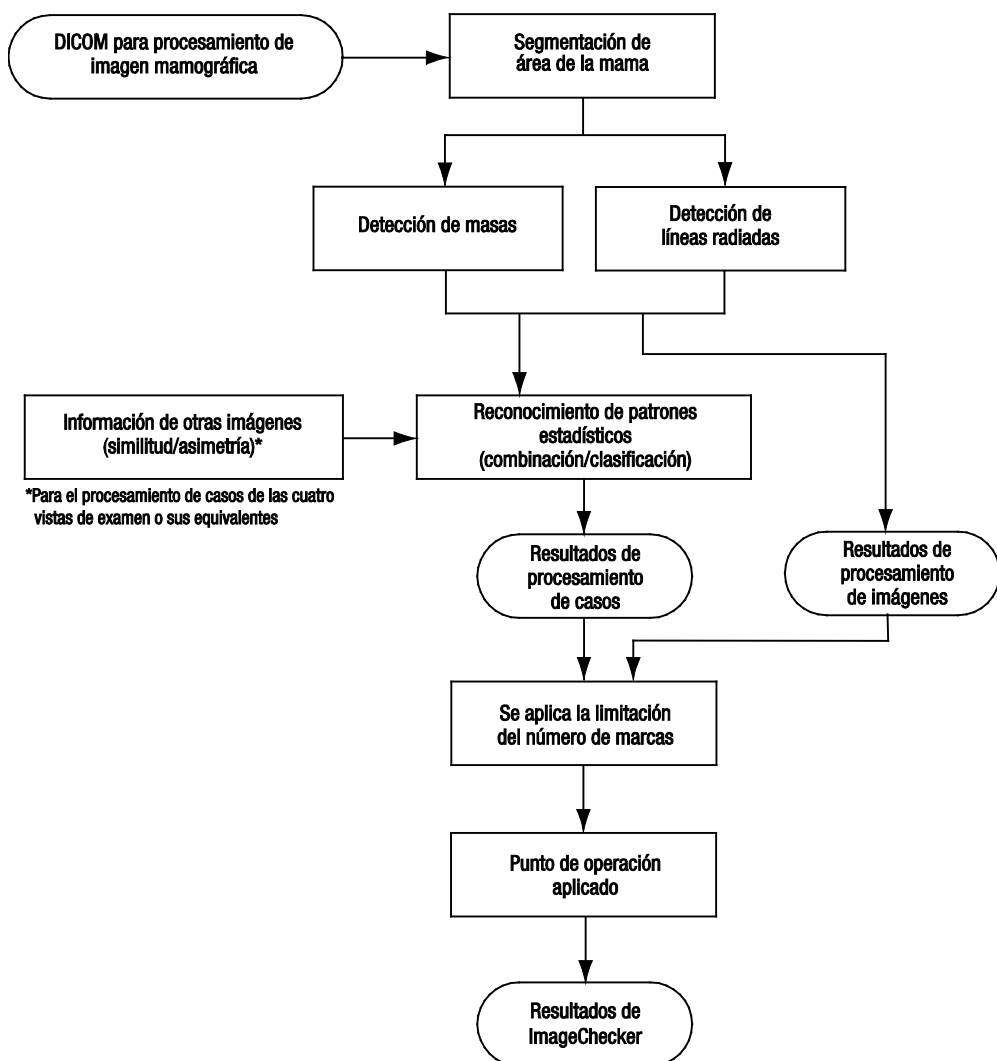 DICOM para procesamiento de
imagen mamográfica
Segmentación de
área de la mama
Detección de masas
Detección de
líneas radiadas
Información de otras imágenes
(similitud/asimetría)*
*Para el procesamiento de casos de las cuatro
vistas de examen o sus equivalentes
Reconocimiento de patrones
estadísticos
(combinación/clasificación)
Resultados de
procesamiento
de casos
Resultados de
procesamiento
de imágenes
Se aplica la limitación
del número de marcas
Punto de operación
aplicado
Resultados de
ImageChecker